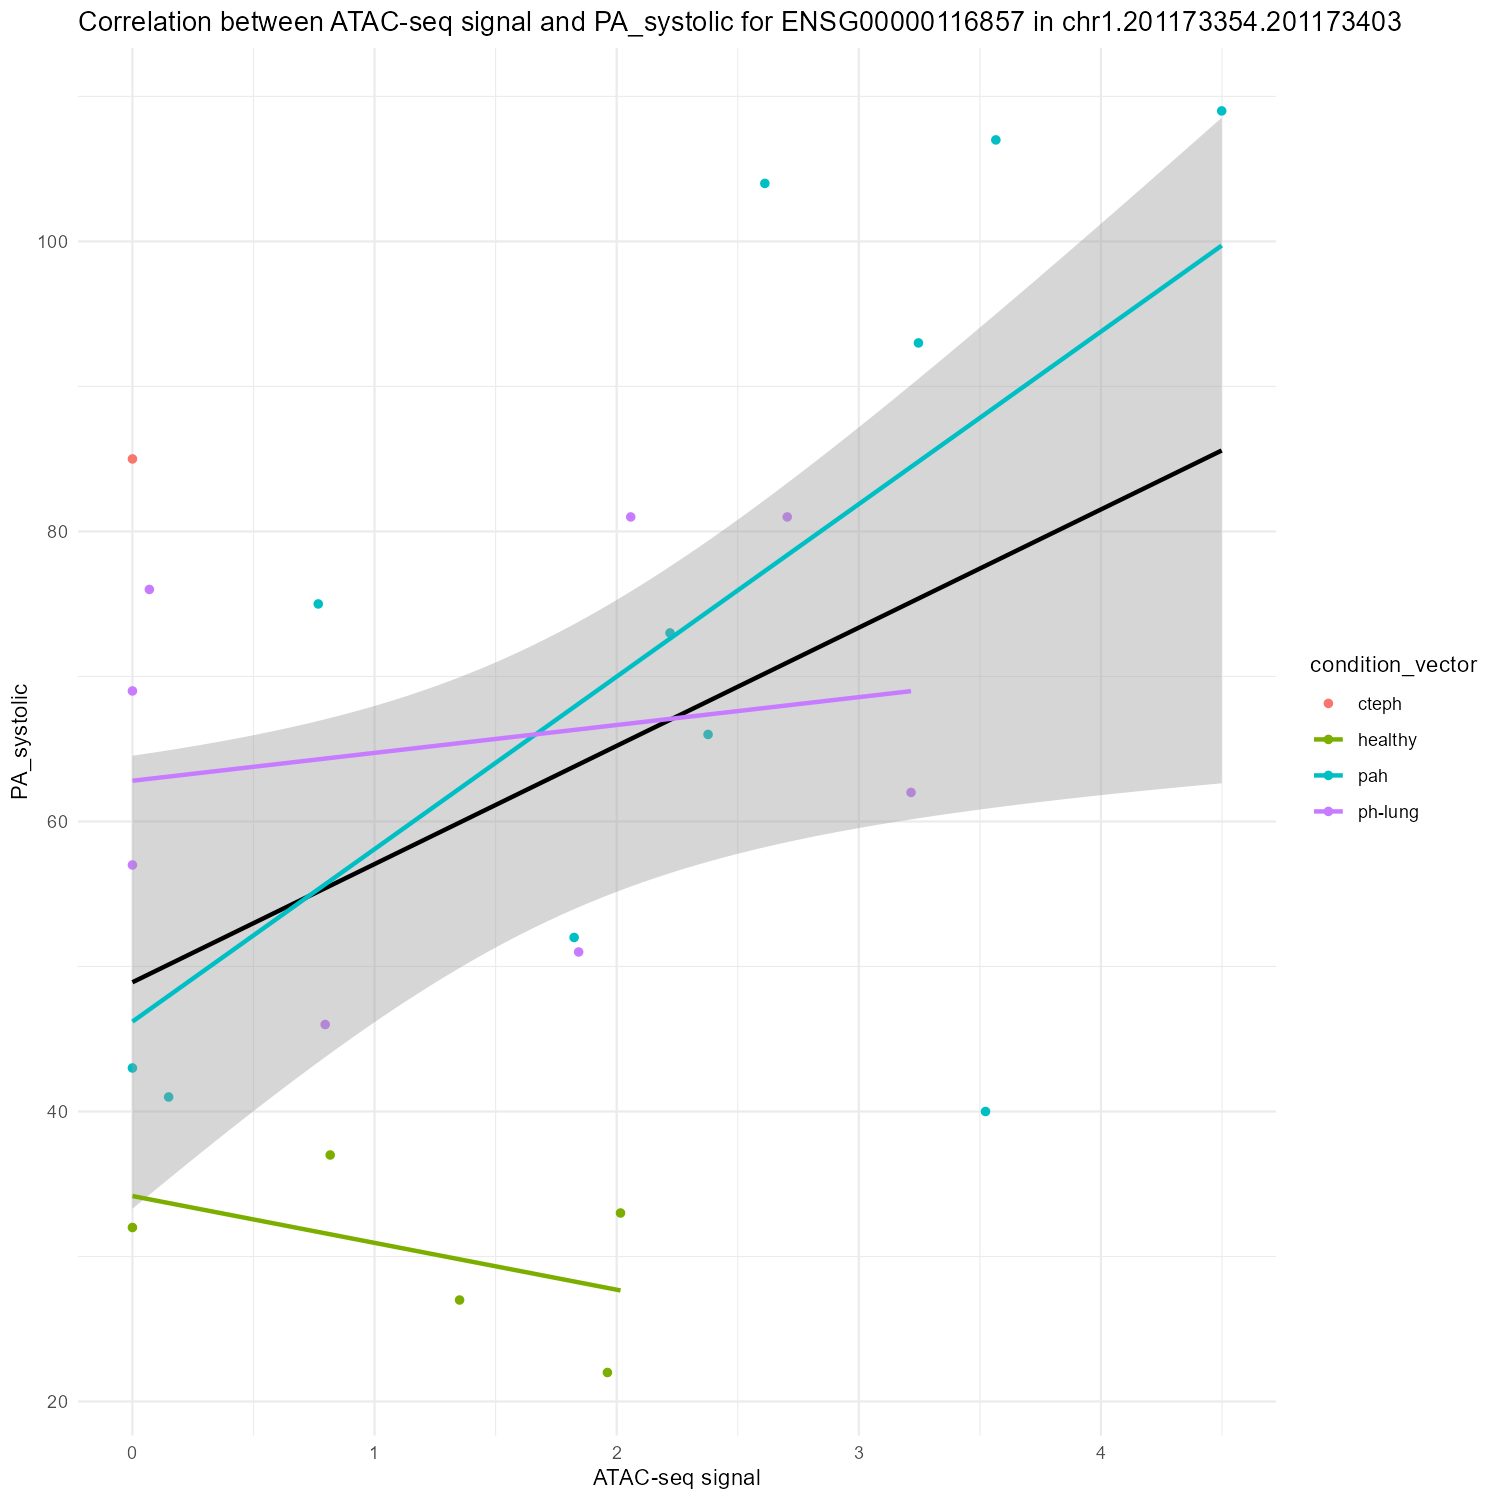 Correlation between ATAC-seq signal and PA_systolic for ENSG00000116857 in chr1.201173354.201173403
PA_systolic
100
80
60
40
20
0
1
2
3
4
ATAC-seq signal
condition_vector
cteph
healthy
pah
ph-lung